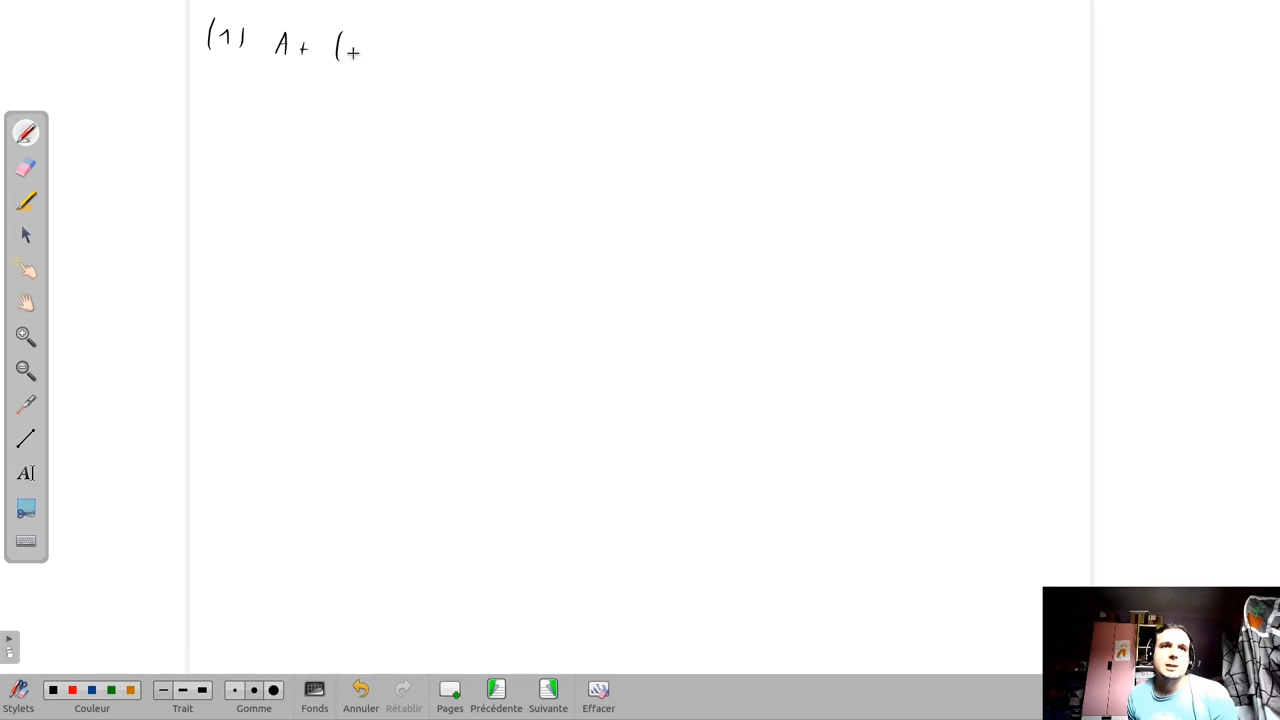 (1) A + (
A
Stylets
Couleur
Trait
Gomme
Fonds
Annuler
Rétablir
Pages
Précédente
Suivante
Effacer